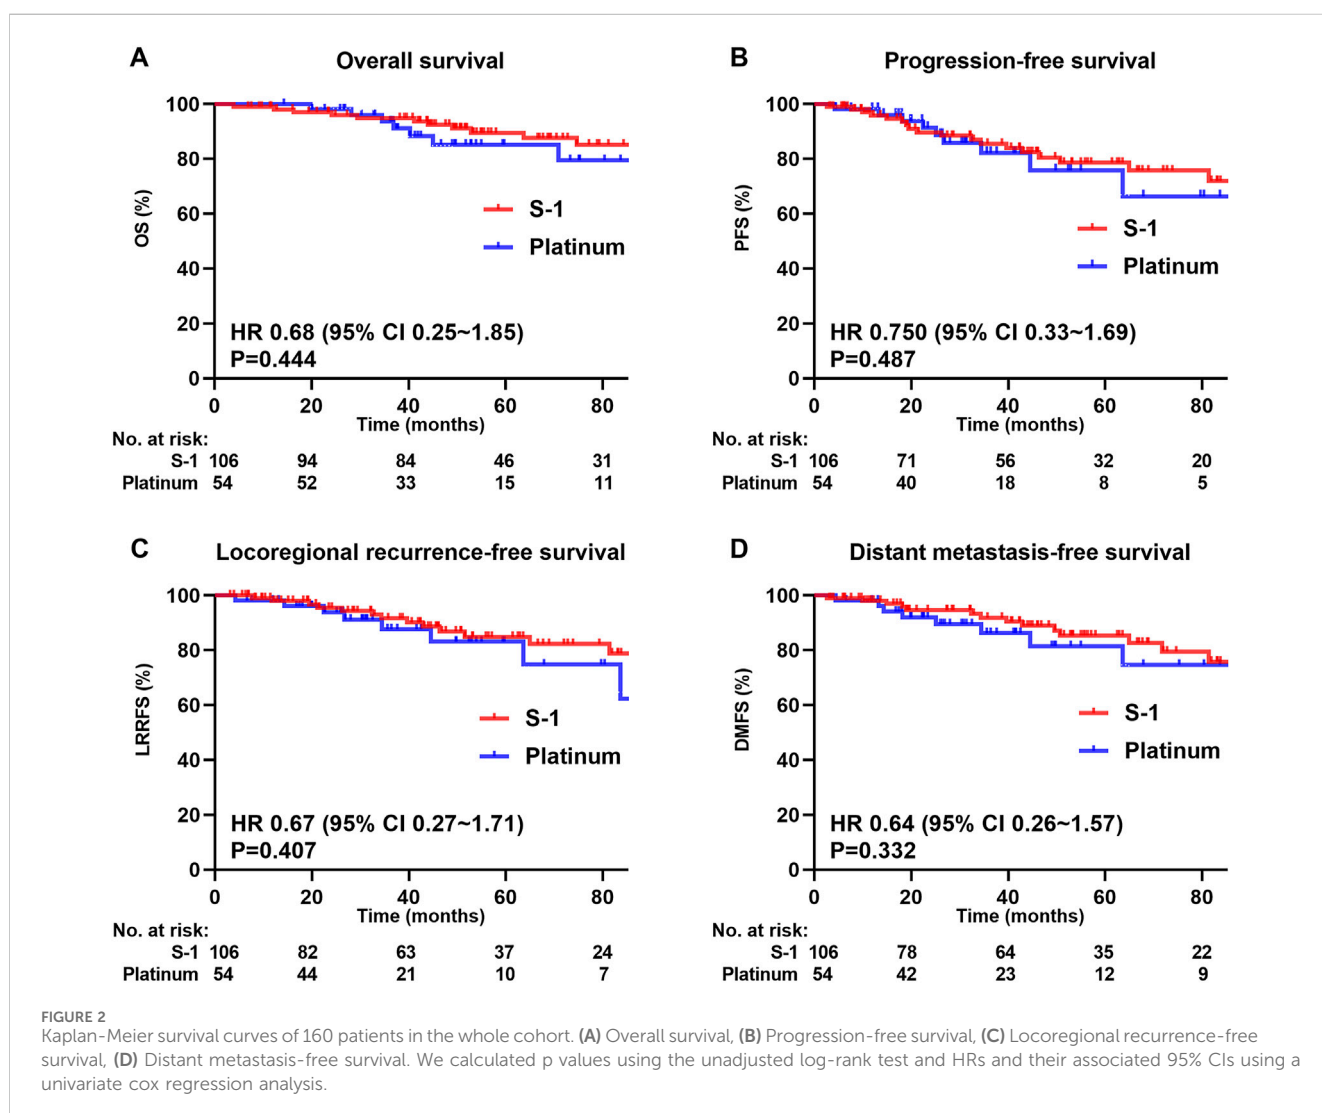 A
Overall survival
100
80
60
40
20
0
OS (%)
S-1
Platinum
HR 0.68 (95% CI 0.25~1.85)
P=0.444
0 20 40 60 80
Time (months)
No. at risk:
S-1 106 94 84 46 31
Platinum 54 52 33 15 11
B
Progression-free survival
100
80
60
40
20
0
PFS (%)
S-1
Platinum
HR 0.750 (95% CI 0.33~1.69)
P=0.487
0 20 40 60 80
Time (months)
No. at risk:
S-1 106 71 56 32 20
Platinum 54 40 18 8 5
C
Locoregional recurrence-free survival
100
80
60
40
20
0
LRRFS (%)
S-1
Platinum
HR 0.67 (95% CI 0.27~1.71)
P=0.407
0 20 40 60 80
Time (months)
No. at risk:
S-1 106 82 63 37 24
Platinum 54 44 21 10 7
D
Distant metastasis-free survival
100
80
60
40
20
0
DMFS (%)
S-1
Platinum
HR 0.64 (95% CI 0.26~1.57)
P=0.332
0 20 40 60 80
Time (months)
No. at risk:
S-1 106 78 64 35 22
Platinum 54 42 23 12 9
FIGURE 2
Kaplan-Meier survival curves of 160 patients in the whole cohort. (A) Overall survival, (B) Progression-free survival, (C) Locoregional recurrence-free
survival, (D) Distant metastasis-free survival. We calculated p values using the unadjusted log-rank test and HRs and their associated 95% CIs using a
univariate cox regression analysis.